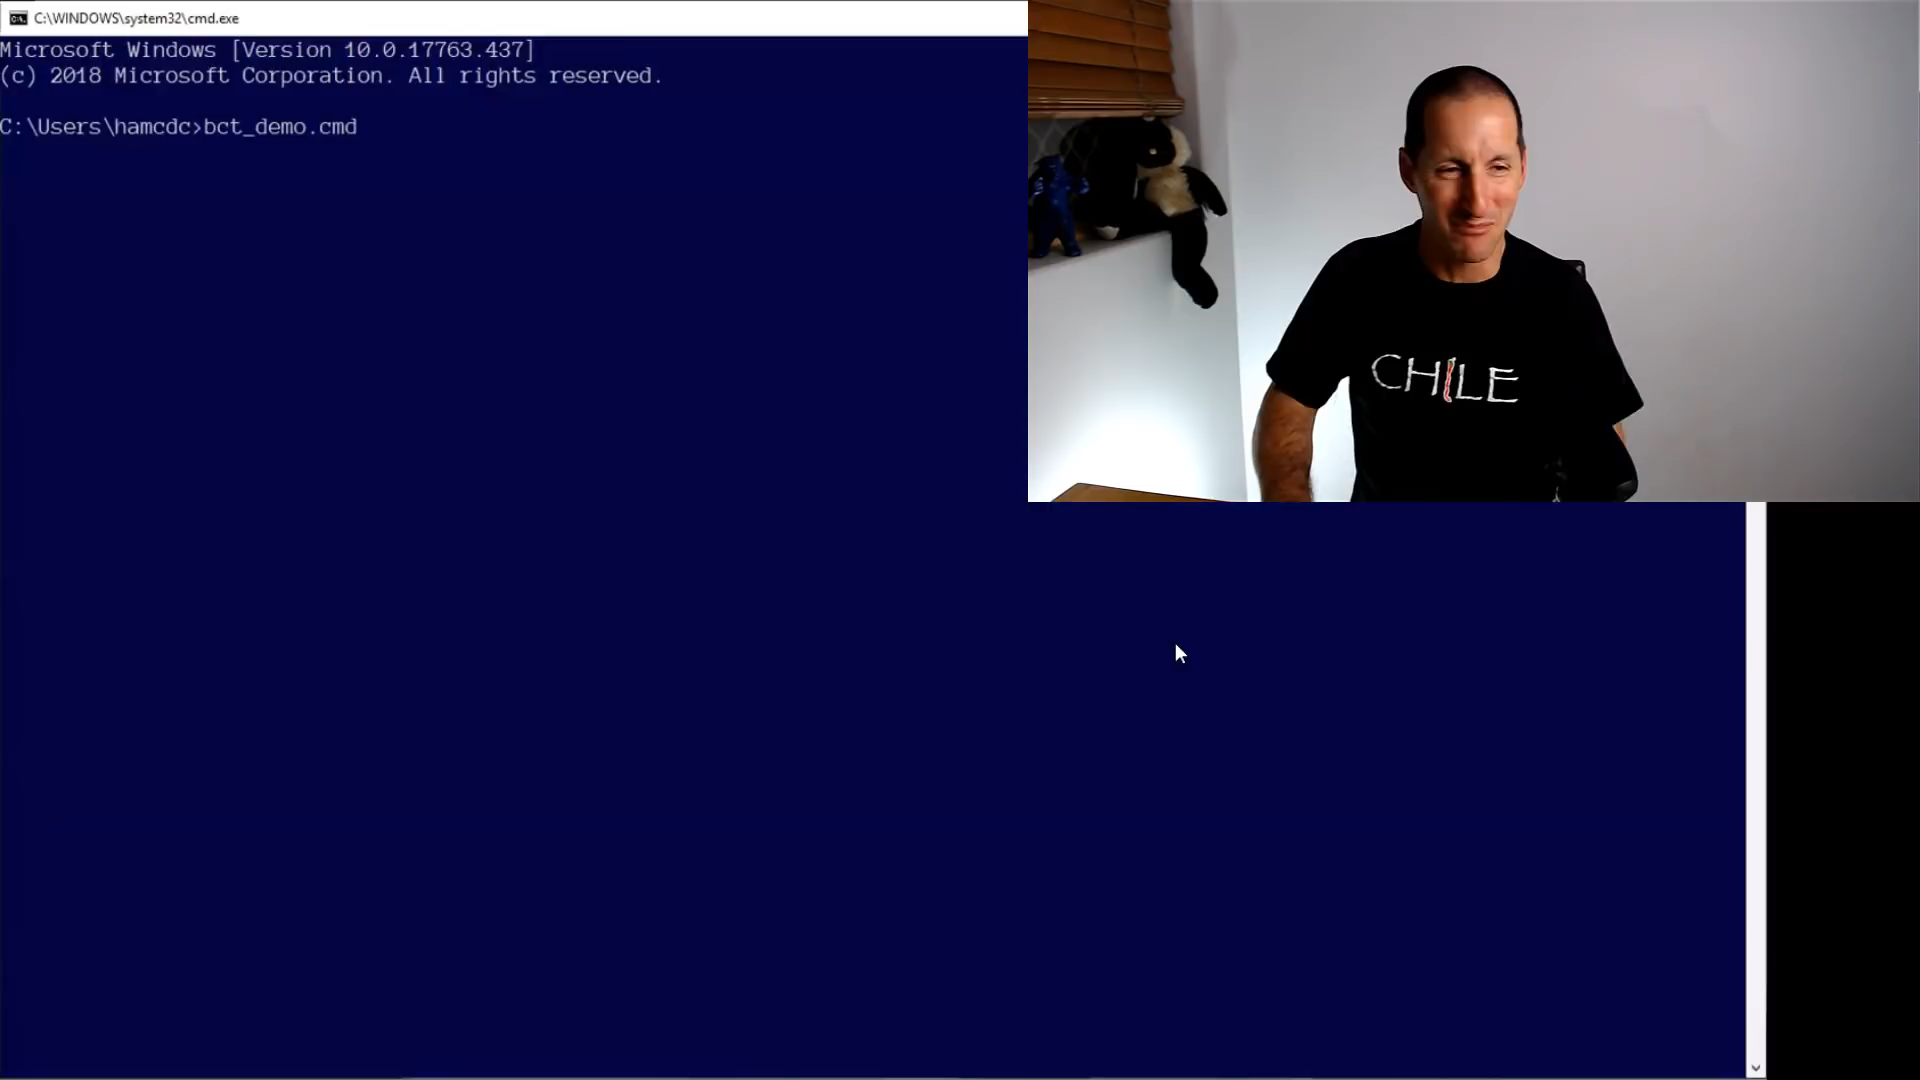 C:\WINDOWS\system32\cmd.exe
Microsoft Windows [Version 10.0.17763.437]
(c) 2018 Microsoft Corporation. All rights reserved.
C:\Users\hamcdc>bct_demo.cmd
CHILE